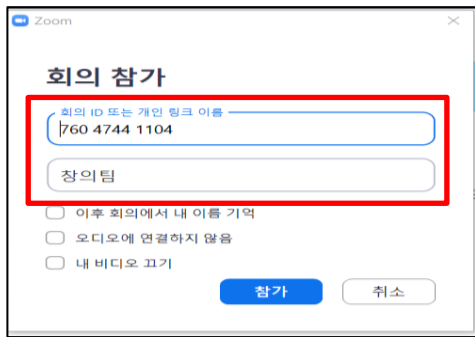 Zoom
회의 참가
회의 ID 또는 개인 링크 이름
760 4744 1104
창의팀
이후 회의에서 내 이름 기억
오디오에 연결하지 않음
내 비디오 끄기
참가 취소